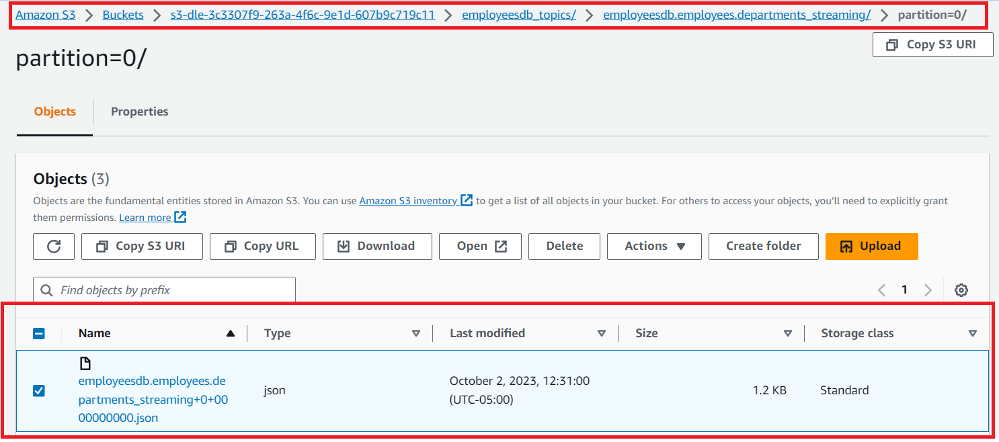 Amazon S3 > Buckets > s3-dle-3c3307f9-263a-4f6c-9e1d-607b9c719c11 > employeesdb_topics/ > employeesdb.employees.departments_streaming/ > partition=0/
Copy S3 URI
partition=0/
Objects Properties
Objects (3)
Objects are the fundamental entities stored in Amazon S3. You can use Amazon S3 inventory to get a list of all objects in your bucket. For others to access your objects, you'll need to explicitly grant
them permissions. Learn more
Copy S3 URI Copy URL Download Open Delete Actions Create folder Upload
Find objects by prefix 1
Name Type Last modified Size Storage class
employeesdb.employees.de
partments_streaming+0+00
00000000.json
json
October 2, 2023, 12:31:00
(UTC-05:00)
1.2 KB
Standard